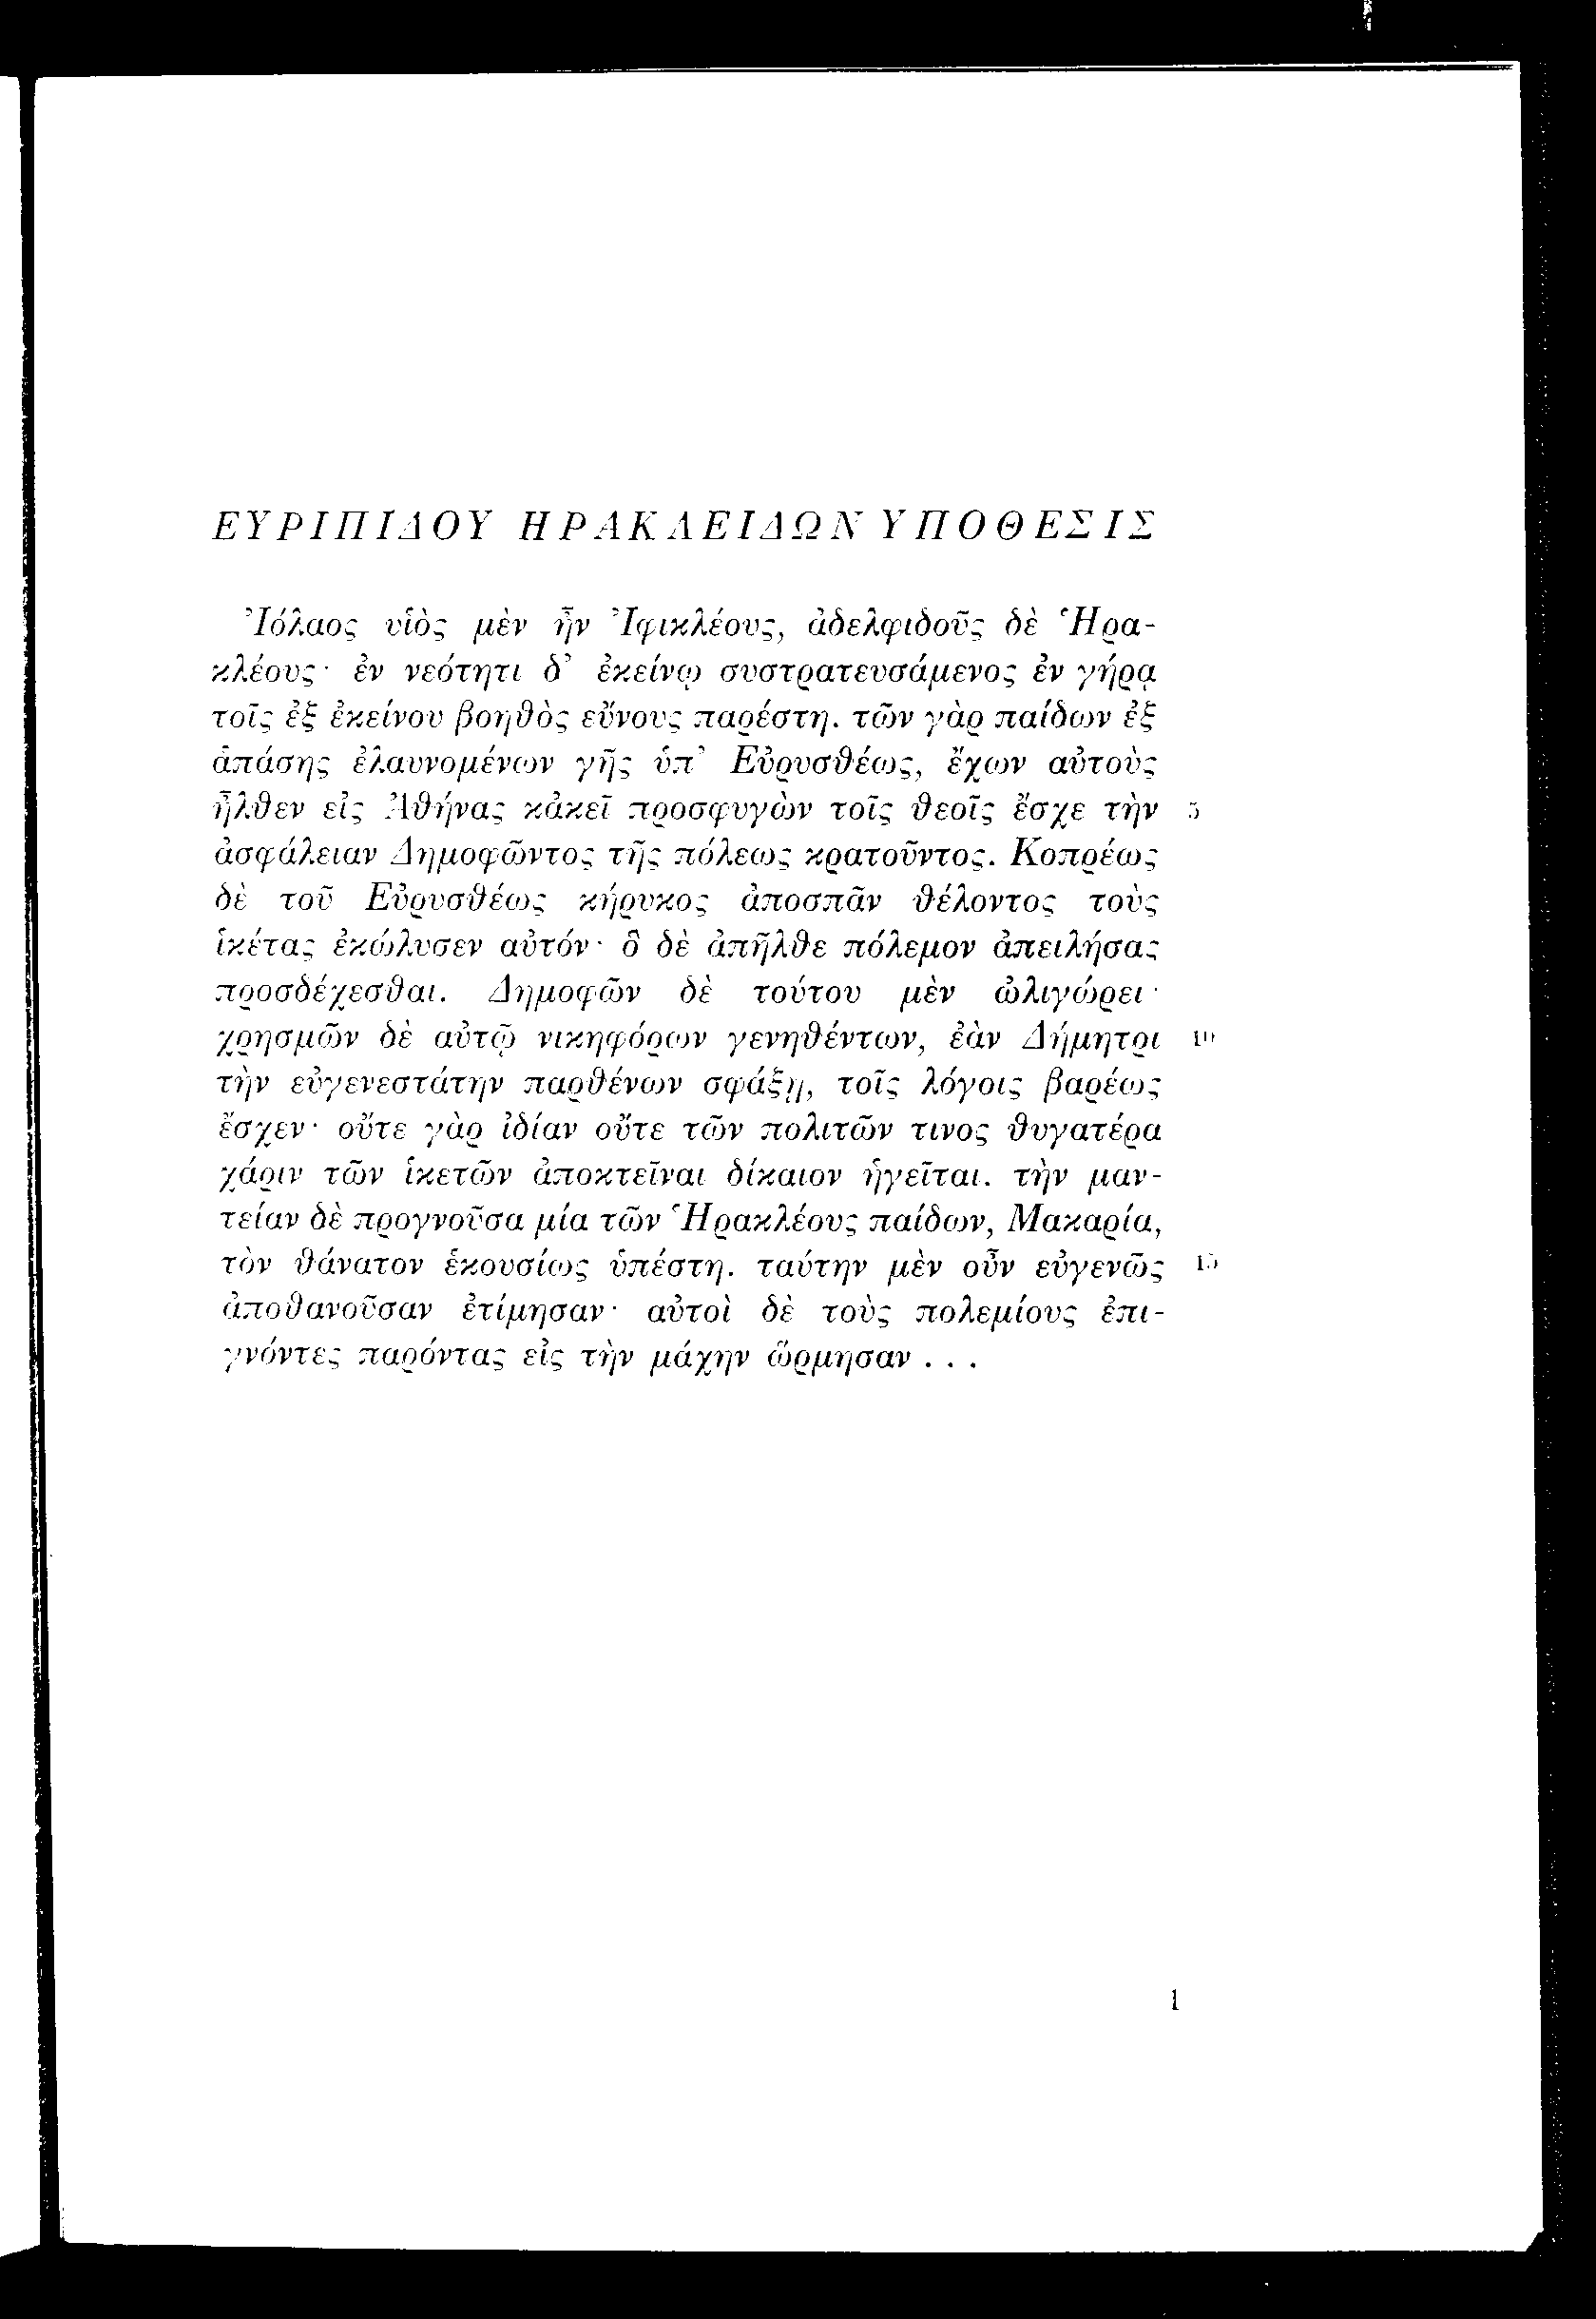 ΕΥΡΙΠΙΔΟΥ ΗΡΑΚΛΕΙΔΩΝ ΥΠΟΘΕΣΙΣ
Ἰόλαος υἱὸς μὲν ἦν Ἰφικλέους, ἀδελφιδοῦς δὲ Ἡρα-
κλέους· ἐν νεότητι δ’ ἐκείνῳ συστρατευσάμενος ἐν γήρᾳ
τοῖς ἐξ ἐκείνου βοηθὸς εὔνους παρέστη. τῶν γὰρ παίδων ἐξ
ἁπάσης ἐλαυνομένων γῆς ὑπ’ Εὐρυσθέως, ἔχων αὐτοὺς
ἦλθεν εἰς Ἀθήνας κἀκεῖ προσφυγὼν τοῖς θεοῖς ἔσχε τὴν 5
ἀσφάλειαν Δημοφῶντος τῆς πόλεως κρατοῦντος. Κοπρέως
δὲ τοῦ Εὐρυσθέως κήρυκος ἀποσπᾶν θέλοντος τοὺς
ἱκέτας ἐκώλυσεν αὐτόν· ὃ δὲ ἀπῆλθε πόλεμον ἀπειλήσας
προσδέχεσθαι. Δημοφῶν δὲ τούτου μὲν ὠλιγώρει·
χρησμῶν δὲ αὐτῷ νικηφόρων γενηθέντων, ἐὰν Δήμητρι 10
τὴν εὐγενεστάτην παρθένων σφάξῃ, τοῖς λόγοις βαρέως
ἔσχεν· οὔτε γὰρ ἰδίαν οὔτε τῶν πολιτῶν τινος θυγατέρα
χάριν τῶν ἱκετῶν ἀποκτεῖναι δίκαιον ἡγεῖται. τὴν μαν-
τείαν δὲ προγνοῦσα μία τῶν Ἡρακλέους παίδων, Μακαρία,
τὸν θάνατον ἑκουσίως ὑπέστη. ταύτην μὲν οὖν εὐγενῶς 15
ἀποθανοῦσαν ἐτίμησαν· αὐτοὶ δὲ τοὺς πολεμίους ἐπι-
γνόντες παρόντας εἰς τὴν μάχην ὥρμησαν . . .
1